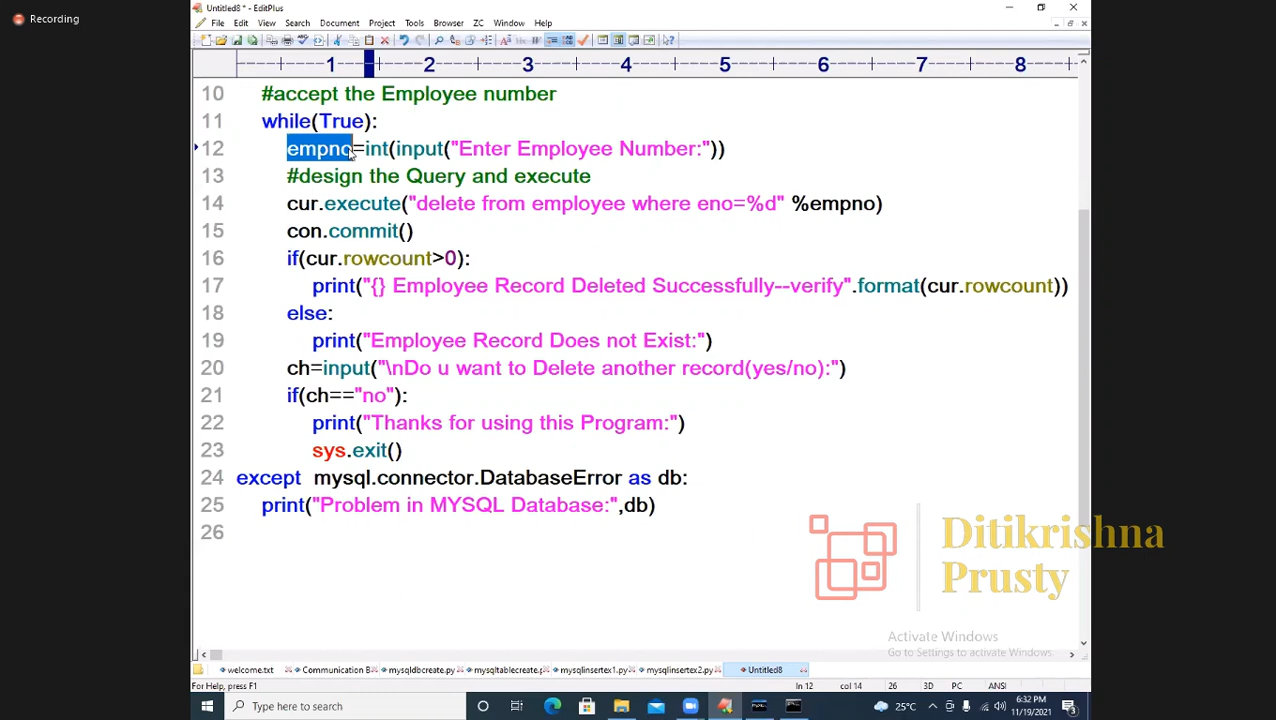 Recording
Untitled8 * - EditPlus
File Edit View Search Document Project Tools Browser ZC Window Help
----+----1----+----2----+----3----+----4----+----5----+----6----+----7----+----8----+--
10 #accept the Employee number
11 while(True):
12 empno=int(input("Enter Employee Number:"))
13 #design the Query and execute
14 cur.execute("delete from employee where eno=%d" %empno)
15 con.commit()
16 if(cur.rowcount>0):
17 print("{} Employee Record Deleted Successfully--verify".format(cur.rowcount))
18 else:
19 print("Employee Record Does not Exist:")
20 ch=input("\nDo u want to Delete another record(yes/no):")
21 if(ch=="no"):
22 print("Thanks for using this Program:")
23 sys.exit()
24 except mysql.connector.DatabaseError as db:
25 print("Problem in MYSQL Database:",db)
26
Ditikrishna
Prusty
Activate Windows
Go to Settings to activate Windows.
welcome.txt Communication B mysqldbcreate.py mysqltablecreate.p mysqlinsertex1.py mysqlinsertex2.py Untitled8
For Help, press F1 ln 12 col 14 26 3D PC ANSI
Type here to search 25°C 6:32 PM
11/19/2021 3